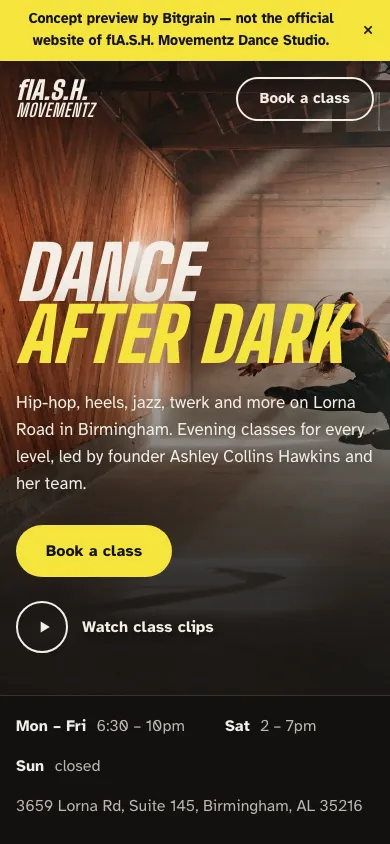 Concept preview by Bitgrain — not the official
website of flA.S.H. Movementz Dance Studio.
×
flA.S.H.
MOVEMENTZ
Book a class
DANCE
AFTER DARK
Hip-hop, heels, jazz, twerk and more on Lorna
Road in Birmingham. Evening classes for every
level, led by founder Ashley Collins Hawkins and
her team.
Book a class
Watch class clips
Mon – Fri 6:30 – 10pm Sat 2 – 7pm
Sun closed
3659 Lorna Rd, Suite 145, Birmingham, AL 35216